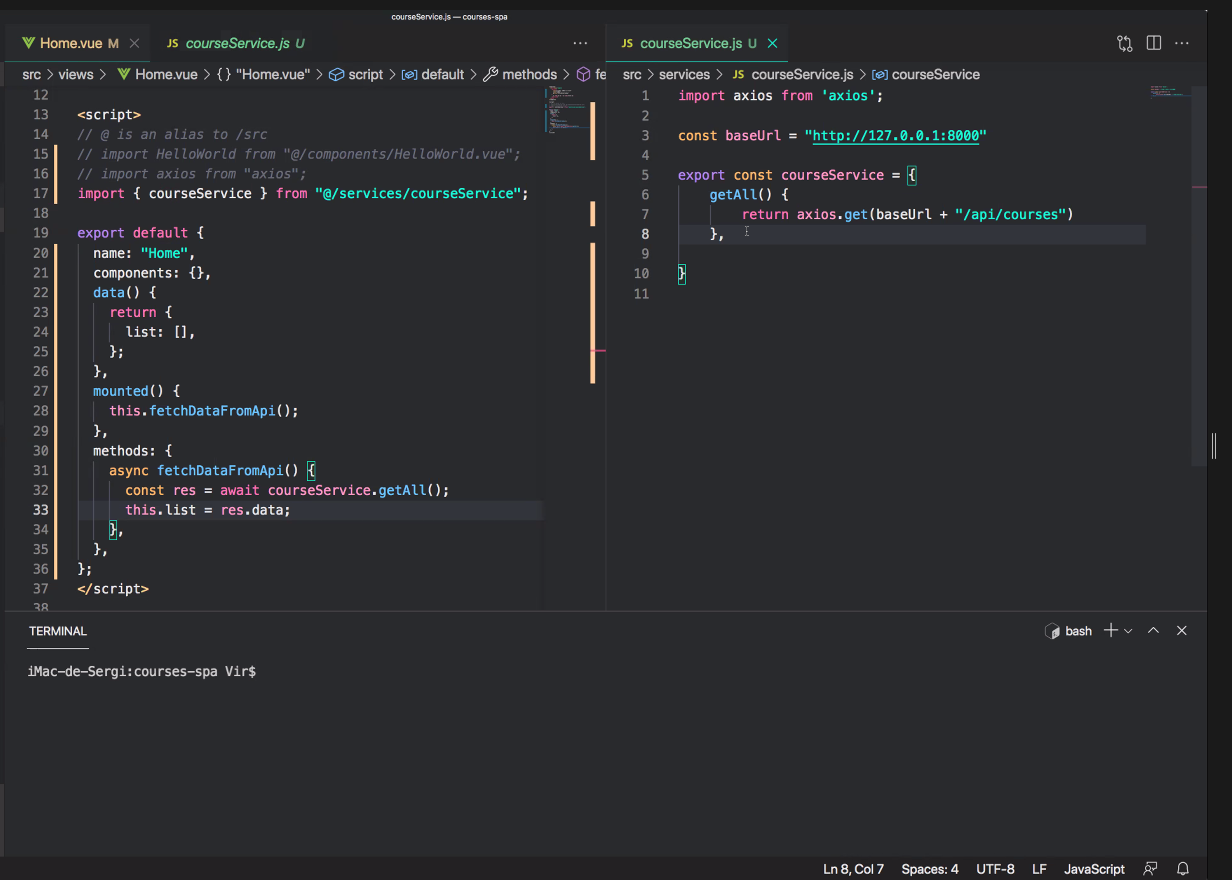 courseService.js — courses-spa
Home.vue M
JS courseService.js U
src > views > Home.vue > {} "Home.vue" > script > default > methods > fe
12
13 <script>
14 // @ is an alias to /src
15 // import HelloWorld from "@/components/HelloWorld.vue";
16 // import axios from "axios";
17 import { courseService } from "@/services/courseService";
18
19 export default {
20 name: "Home",
21 components: {},
22 data() {
23 return {
24 list: [],
25 };
26 },
27 mounted() {
28 this.fetchDataFromApi();
29 },
30 methods: {
31 async fetchDataFromApi() {
32 const res = await courseService.getAll();
33 this.list = res.data;
34 },
35 },
36 };
37 </script>
38
JS courseService.js U
src > services > JS courseService.js > courseService
1 import axios from 'axios';
2
3 const baseUrl = "http://127.0.0.1:8000"
4
5 export const courseService = {
6 getAll() {
7 return axios.get(baseUrl + "/api/courses")
8 },
9
10 }
11
TERMINAL
bash
iMac-de-Sergi:courses-spa Vir$
Ln 8, Col 7 Spaces: 4 UTF-8 LF JavaScript